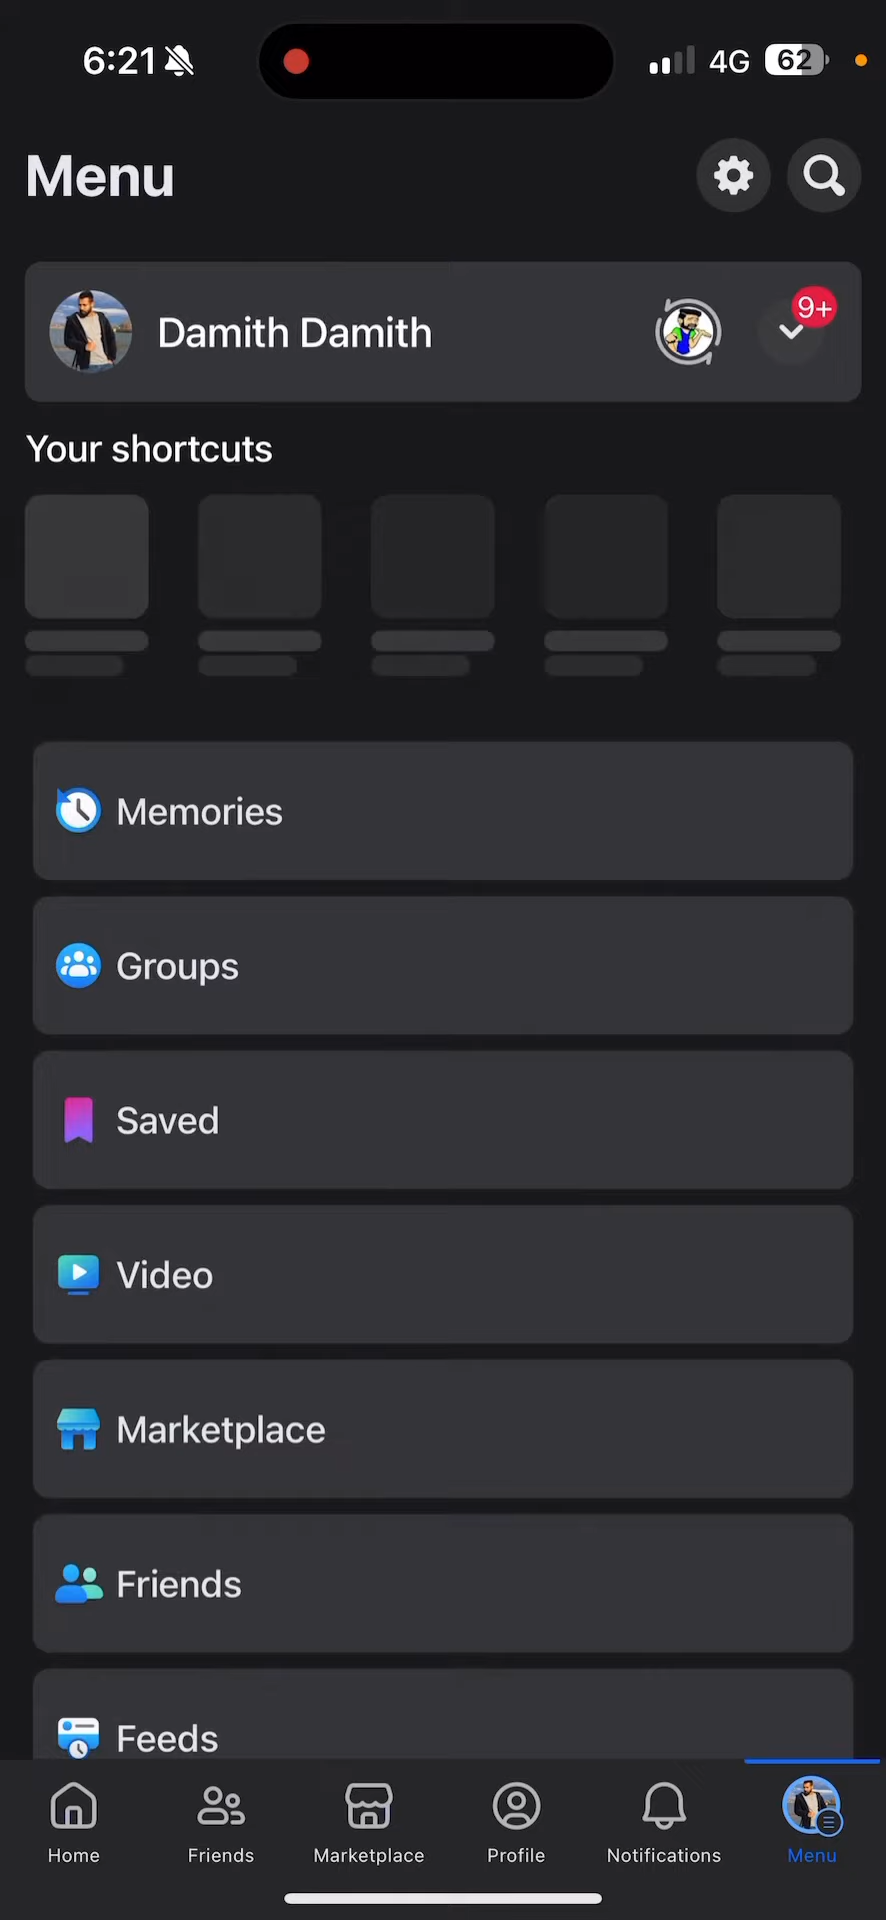 6:21
4G
62
Menu
Damith Damith
9+
Your shortcuts
Memories
Groups
Saved
Video
Marketplace
Friends
Feeds
Home
Friends
Marketplace
Profile
Notifications
Menu